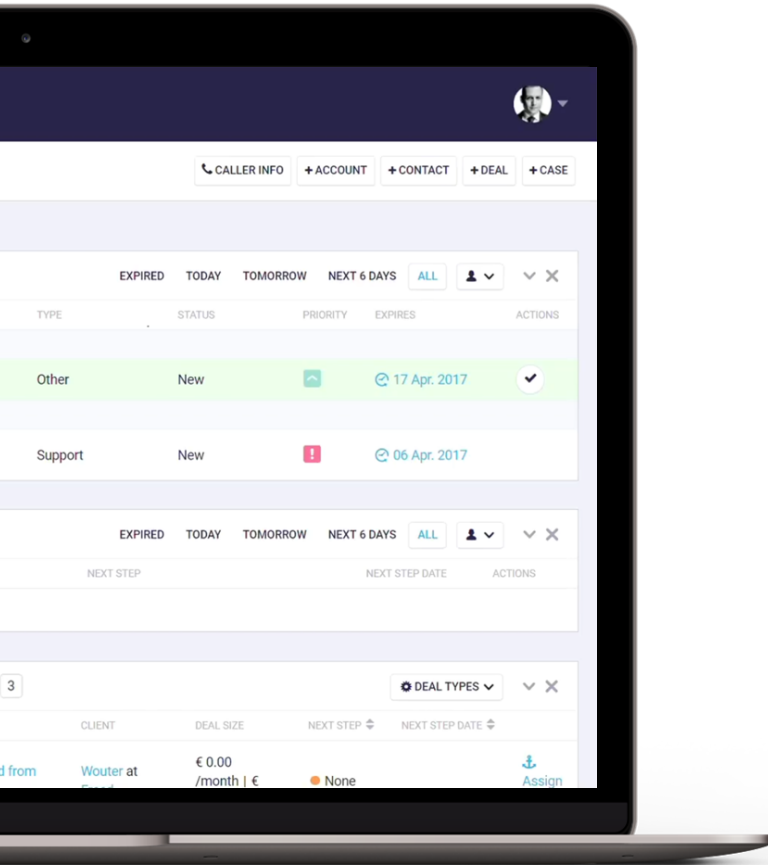 CALLER INFO + ACCOUNT + CONTACT + DEAL + CASE
EXPIRED TODAY TOMORROW NEXT 6 DAYS ALL
TYPE STATUS PRIORITY EXPIRES ACTIONS
Other New 17 Apr. 2017
Support New ! 06 Apr. 2017
EXPIRED TODAY TOMORROW NEXT 6 DAYS ALL
NEXT STEP NEXT STEP DATE ACTIONS
3 DEAL TYPES
CLIENT DEAL SIZE NEXT STEP NEXT STEP DATE
€ 0.00
from Wouter at /month | € None Assign